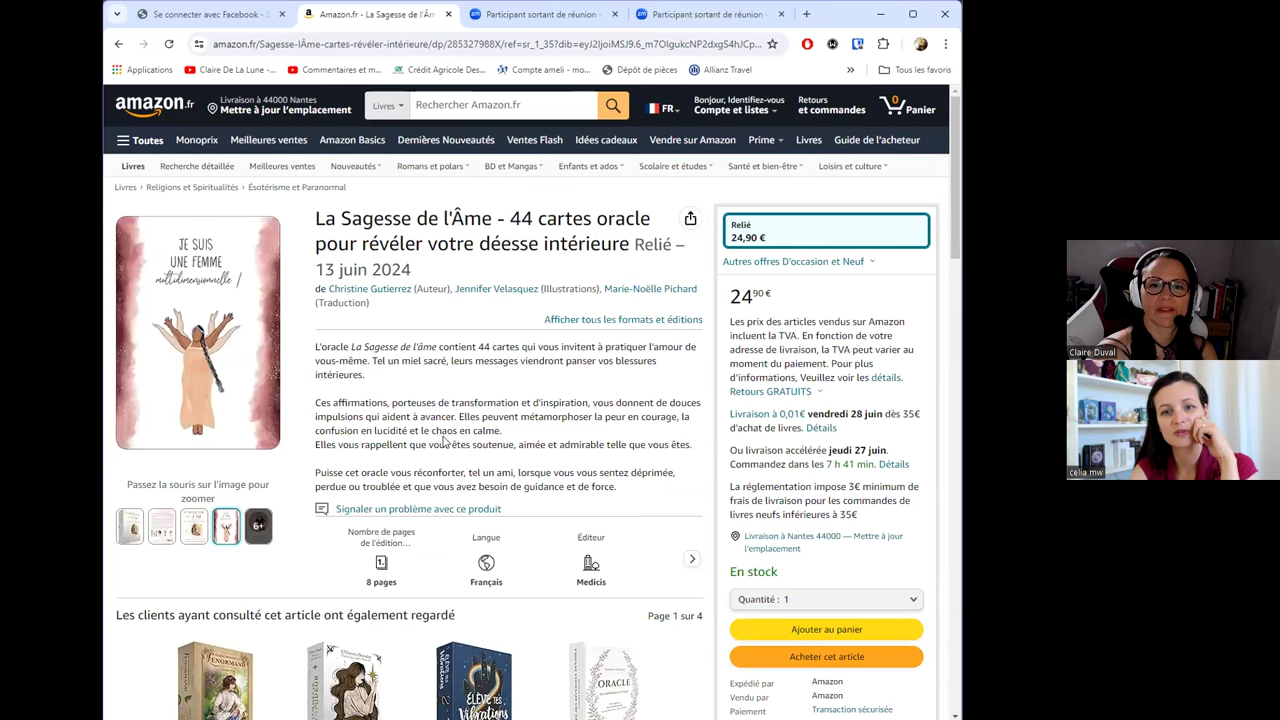 Se connecter avec Facebook - Z
Amazon.fr - La Sagesse de l'Âm
Participant sortant de réunion -
Participant sortant de réunion -
amazon.fr/Sagesse-lÂme-cartes-révéler-intérieure/dp/285327988X/ref=sr_1_35?dib=eyJ2IjoiMSJ9.6_m7OlgukcNP2dxgS4hJCp...
Applications
Claire De La Lune - ...
Commentaires et m...
Crédit Agricole Des...
Compte ameli - mo...
Dépôt de pièces
Allianz Travel
»
Tous les favoris
amazon.fr
Livraison à 44000 Nantes
Mettre à jour l'emplacement
Livres
Rechercher Amazon.fr
FR
Bonjour, Identifiez-vous
Compte et listes
Retours
et commandes
0
Panier
Toutes
Monoprix
Meilleures ventes
Amazon Basics
Dernières Nouveautés
Ventes Flash
Idées cadeaux
Vendre sur Amazon
Prime
Livres
Guide de l'acheteur
Livres
Recherche détaillée
Meilleures ventes
Nouveautés
Romans et polars
BD et Mangas
Enfants et ados
Scolaire et études
Santé et bien-être
Loisirs et culture
Livres › Religions et Spiritualités › Ésotérisme et Paranormal
JE SUIS
UNE FEMME
multidimensionnelle !
Passez la souris sur l'image pour
zoomer
6+
La Sagesse de l'Âme - 44 cartes oracle
pour révéler votre déesse intérieure Relié –
13 juin 2024
de Christine Gutierrez (Auteur), Jennifer Velasquez (Illustrations), Marie-Noëlle Pichard
(Traduction)
Afficher tous les formats et éditions
L'oracle La Sagesse de l'âme contient 44 cartes qui vous invitent à pratiquer l'amour de
vous-même. Tel un miel sacré, leurs messages viendront panser vos blessures
intérieures.
Ces affirmations, porteuses de transformation et d'inspiration, vous donnent de douces
impulsions qui aident à avancer. Elles peuvent métamorphoser la peur en courage, la
confusion en lucidité et le chaos en calme.
Elles vous rappellent que vous êtes soutenue, aimée et admirable telle que vous êtes.
Puisse cet oracle vous réconforter, tel un ami, lorsque vous vous sentez déprimée,
perdue ou troublée et que vous avez besoin de guidance et de force.
Signaler un problème avec ce produit
Nombre de pages
de l'édition...
1.
8 pages
Langue
Français
Éditeur
Medicis
Relié
24,90 €
Autres offres D'occasion et Neuf
24,90 €
Les prix des articles vendus sur Amazon
incluent la TVA. En fonction de votre
adresse de livraison, la TVA peut varier au
moment du paiement. Pour plus
d'informations, Veuillez voir les détails.
Retours GRATUITS
Livraison à 0,01€ vendredi 28 juin dès 35€
d'achat de livres. Détails
Ou livraison accélérée jeudi 27 juin.
Commandez dans les 7 h 41 min. Détails
La réglementation impose 3€ minimum de
frais de livraison pour les commandes de
livres neufs inférieures à 35€
Livraison à Nantes 44000 — Mettre à jour
l'emplacement
En stock
Quantité : 1
Ajouter au panier
Acheter cet article
Expédié par
Amazon
Vendu par
Amazon
Paiement
Transaction sécurisée
Les clients ayant consulté cet article ont également regardé
Page 1 sur 4
ÉLÈVE TES
Vibrations
ORACLE
Claire Duval
celia mw